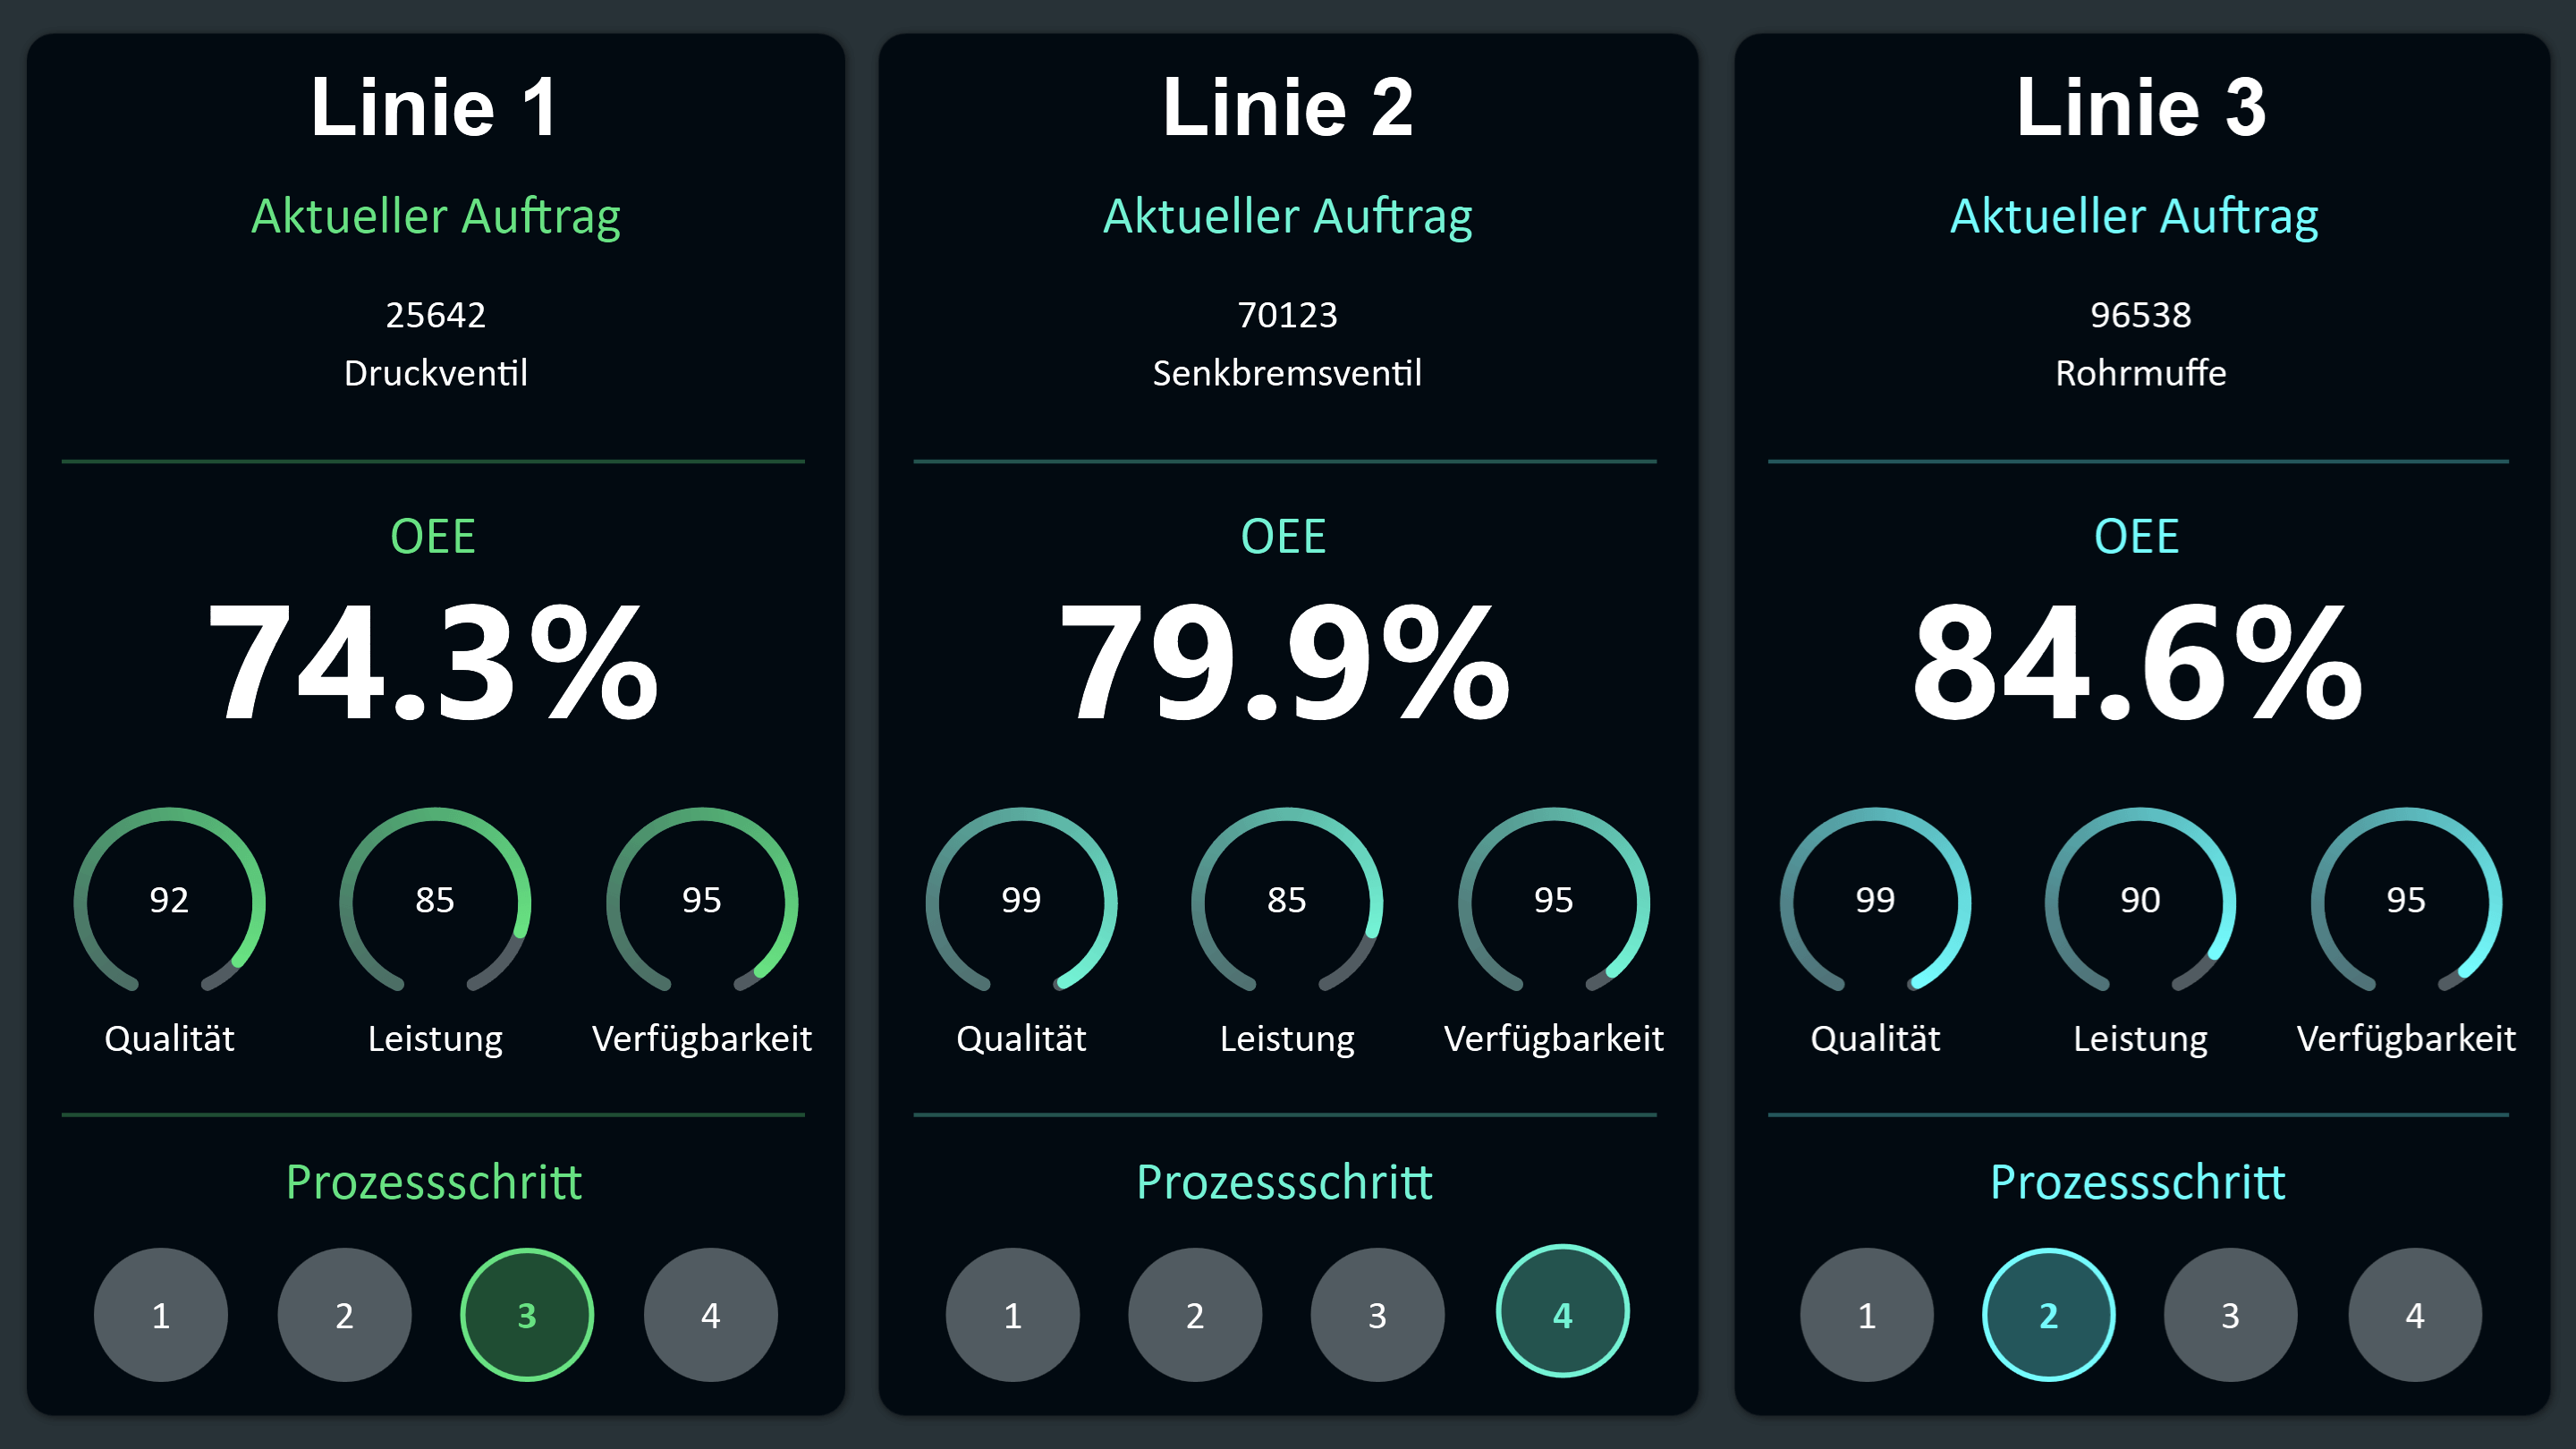 Linie 1
Aktueller Auftrag
25642
Druckventil
OEE
74.3%
92 85 95
Qualität Leistung Verfügbarkeit
Prozessschritt
1 2 3 4
Linie 2
Aktueller Auftrag
70123
Senkbremsventil
OEE
79.9%
99 85 95
Qualität Leistung Verfügbarkeit
Prozessschritt
1 2 3 4
Linie 3
Aktueller Auftrag
96538
Rohrmuffe
OEE
84.6%
99 90 95
Qualität Leistung Verfügbarkeit
Prozessschritt
1 2 3 4